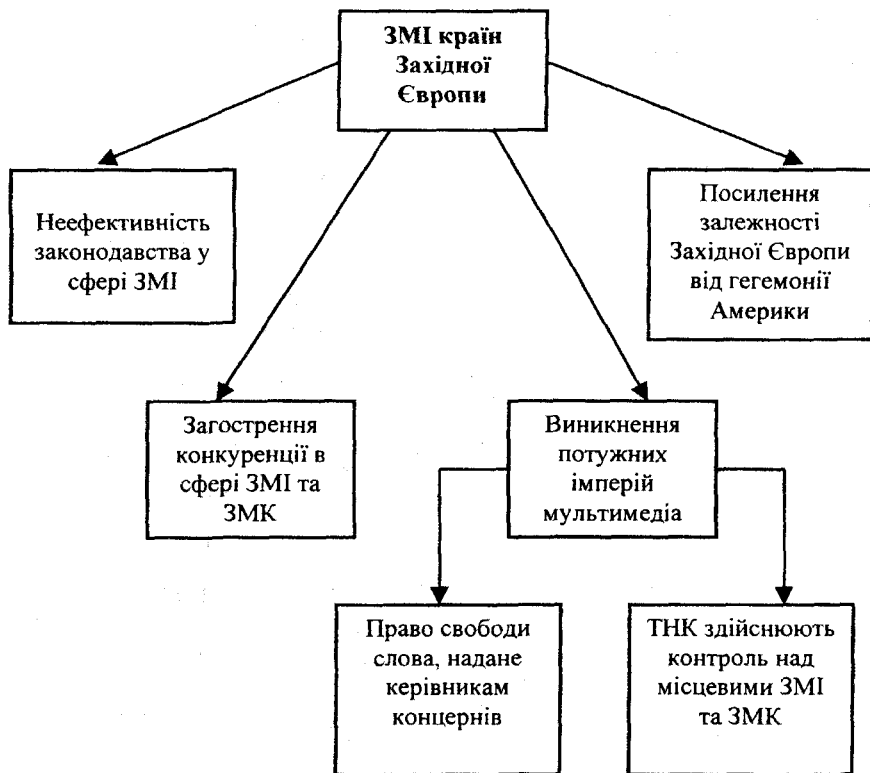 ЗМІ країн
Західної
Європи
Неефективність
законодавства у
сфері ЗМІ
Посилення
залежності
Західної Європи
від гегемонії
Америки
Загострення
конкуренції в
сфері ЗМІ та
ЗМК
Виникнення
потужних
імперій
мультимедіа
Право свободи
слова, надане
керівникам
концернів
ТНК здійснюють
контроль над
місцевими ЗМІ
та ЗМК